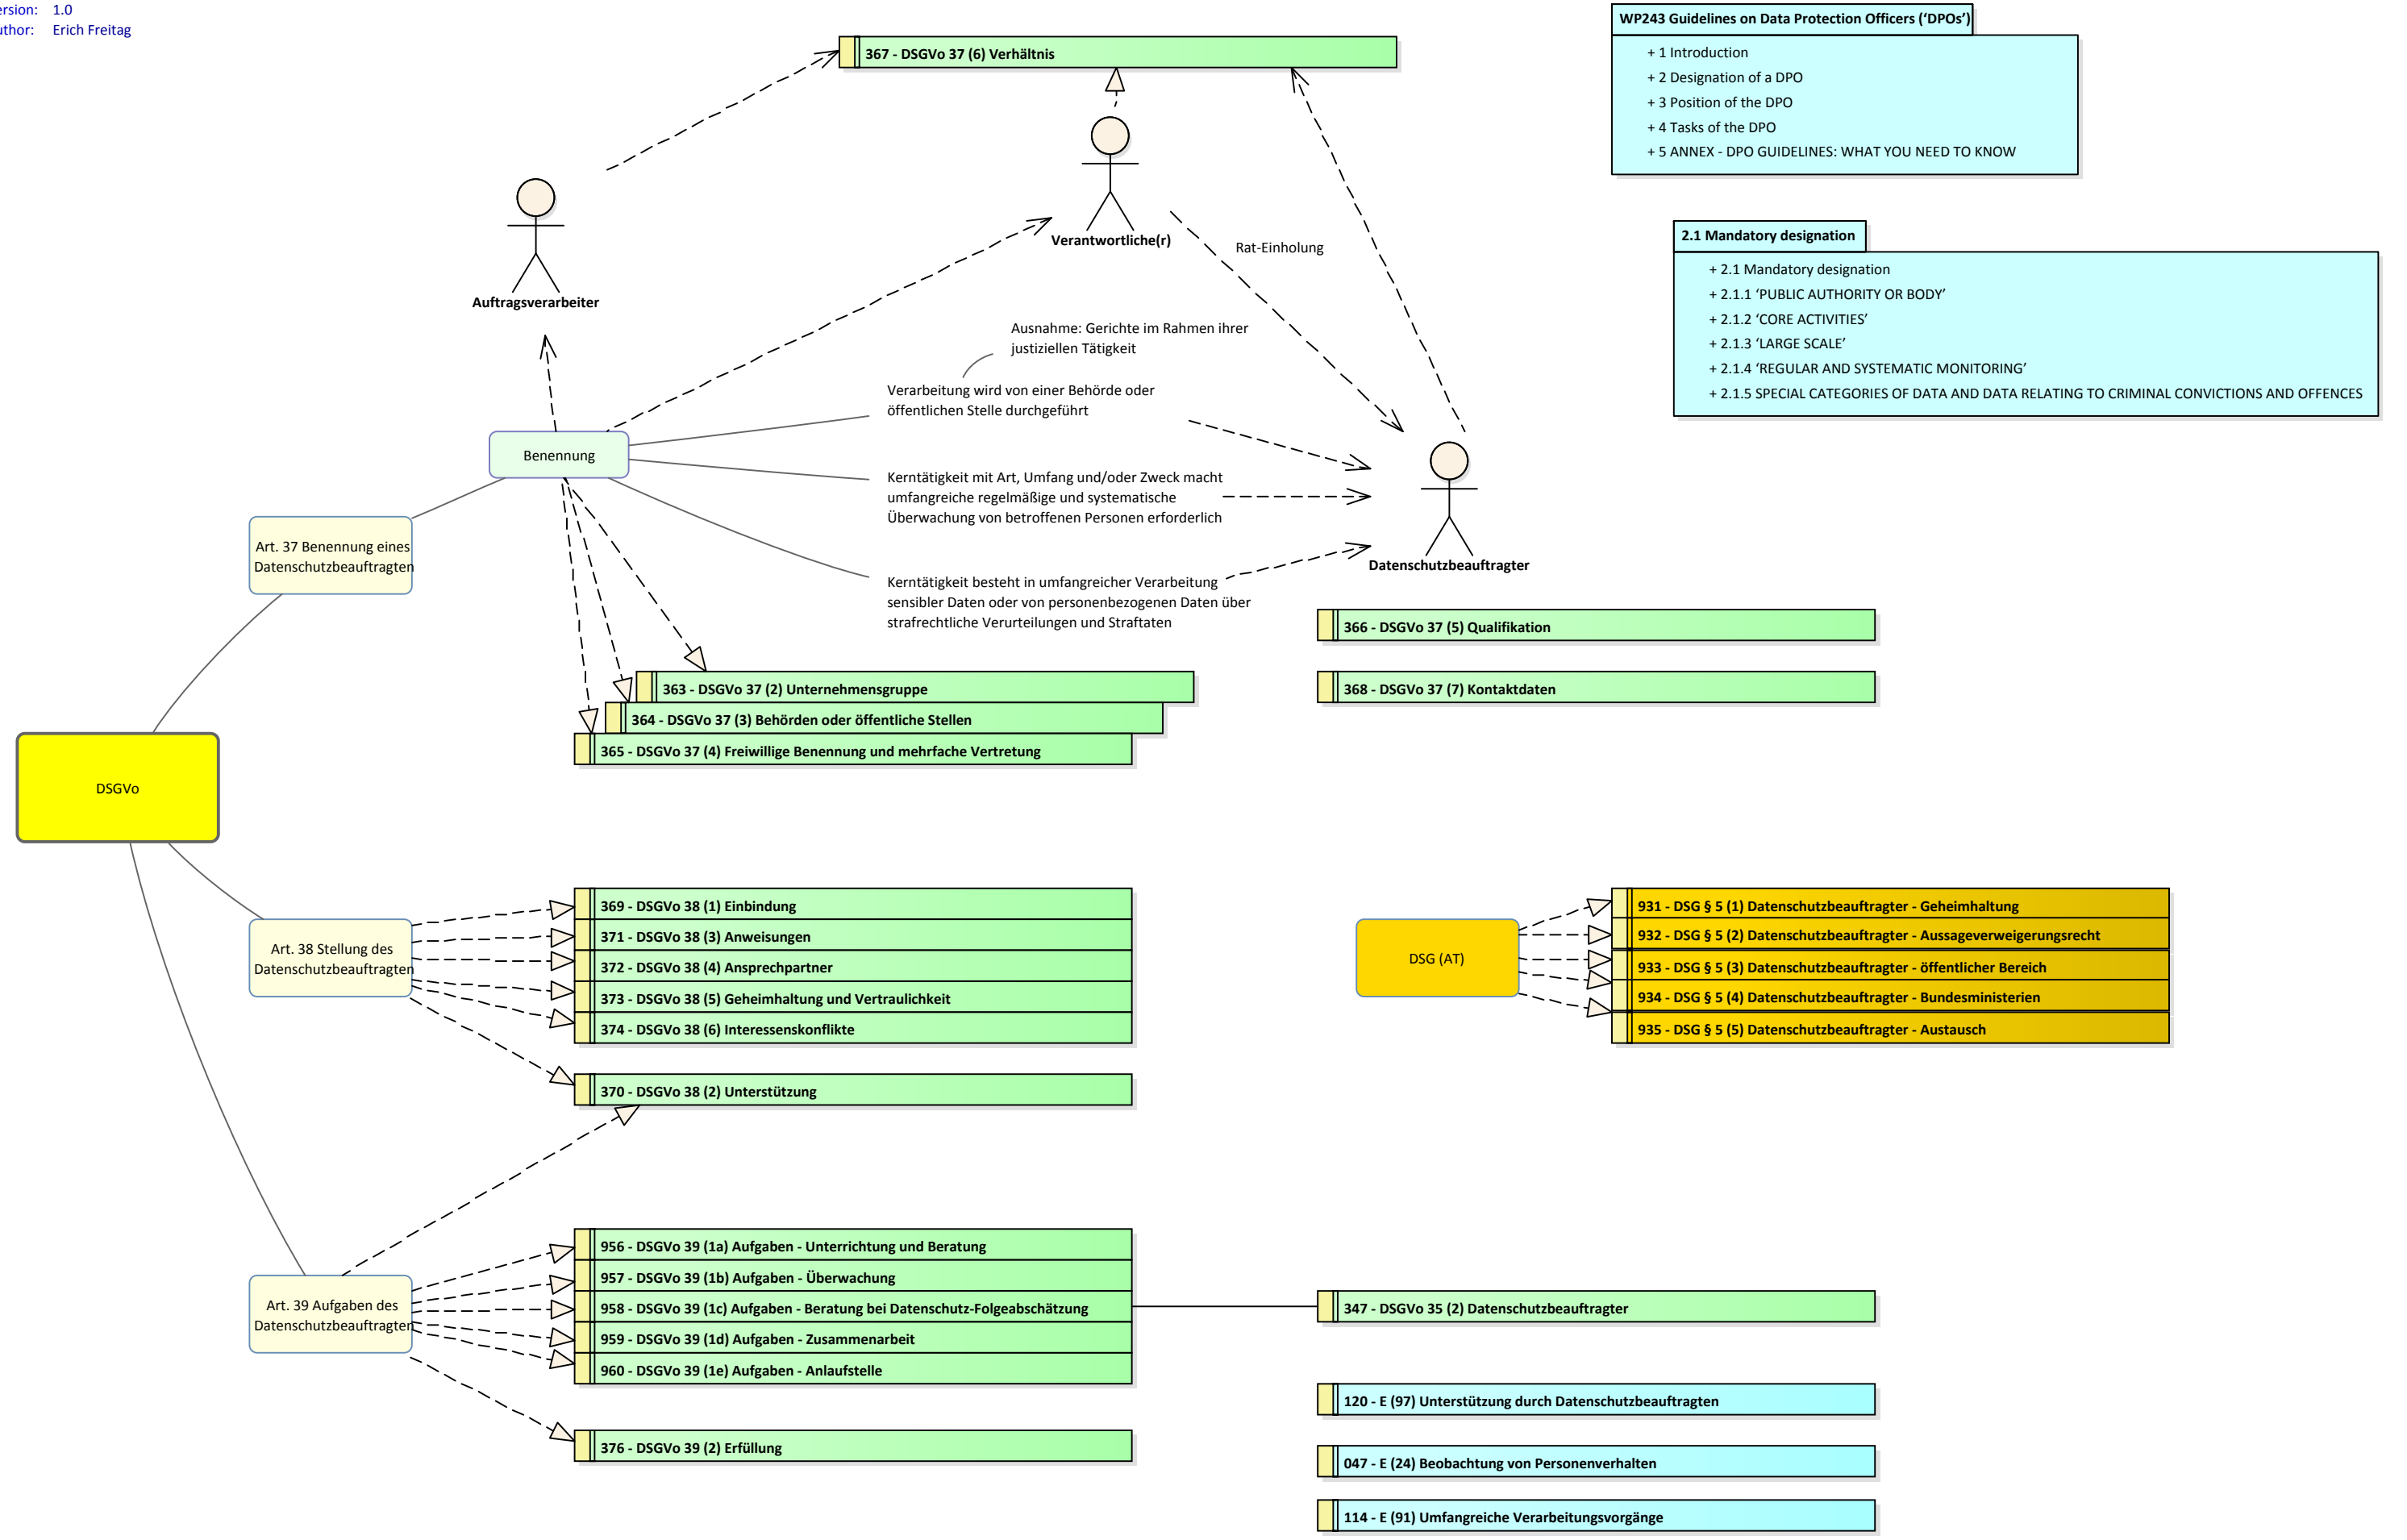 ersion: 1.0
uthor: Erich Freitag
WP243 Guidelines on Data Protection Officers (‘DPOs’)
+ 1 Introduction
+ 2 Designation of a DPO
+ 3 Position of the DPO
+ 4 Tasks of the DPO
+ 5 ANNEX - DPO GUIDELINES: WHAT YOU NEED TO KNOW
367 - DSGVo 37 (6) Verhältnis
2.1 Mandatory designation
+ 2.1 Mandatory designation
+ 2.1.1 ‘PUBLIC AUTHORITY OR BODY’
+ 2.1.2 ‘CORE ACTIVITIES’
+ 2.1.3 ‘LARGE SCALE’
+ 2.1.4 ‘REGULAR AND SYSTEMATIC MONITORING’
+ 2.1.5 SPECIAL CATEGORIES OF DATA AND DATA RELATING TO CRIMINAL CONVICTIONS AND OFFENCES
Verantwortliche(r)
Rat-Einholung
Auftragsverarbeiter
Ausnahme: Gerichte im Rahmen ihrer
justiziellen Tätigkeit
Verarbeitung wird von einer Behörde oder
öffentlichen Stelle durchgeführt
Benennung
Kerntätigkeit mit Art, Umfang und/oder Zweck macht
umfangreiche regelmäßige und systematische
Überwachung von betroffenen Personen erforderlich
Datenschutzbeauftragter
Art. 37 Benennung eines
Datenschutzbeauftragten
Kerntätigkeit besteht in umfangreicher Verarbeitung
sensibler Daten oder von personenbezogenen Daten über
strafrechtliche Verurteilungen und Straftaten
366 - DSGVo 37 (5) Qualifikation
363 - DSGVo 37 (2) Unternehmensgruppe
368 - DSGVo 37 (7) Kontaktdaten
364 - DSGVo 37 (3) Behörden oder öffentliche Stellen
365 - DSGVo 37 (4) Freiwillige Benennung und mehrfache Vertretung
DSGVo
Art. 38 Stellung des
Datenschutzbeauftragten
369 - DSGVo 38 (1) Einbindung
371 - DSGVo 38 (3) Anweisungen
372 - DSGVo 38 (4) Ansprechpartner
373 - DSGVo 38 (5) Geheimhaltung und Vertraulichkeit
374 - DSGVo 38 (6) Interessenskonflikte
370 - DSGVo 38 (2) Unterstützung
DSG (AT)
931 - DSG § 5 (1) Datenschutzbeauftragter - Geheimhaltung
932 - DSG § 5 (2) Datenschutzbeauftragter - Aussageverweigerungsrecht
933 - DSG § 5 (3) Datenschutzbeauftragter - öffentlicher Bereich
934 - DSG § 5 (4) Datenschutzbeauftragter - Bundesministerien
935 - DSG § 5 (5) Datenschutzbeauftragter - Austausch
Art. 39 Aufgaben des
Datenschutzbeauftragten
956 - DSGVo 39 (1a) Aufgaben - Unterrichtung und Beratung
957 - DSGVo 39 (1b) Aufgaben - Überwachung
958 - DSGVo 39 (1c) Aufgaben - Beratung bei Datenschutz-Folgeabschätzung
959 - DSGVo 39 (1d) Aufgaben - Zusammenarbeit
960 - DSGVo 39 (1e) Aufgaben - Anlaufstelle
376 - DSGVo 39 (2) Erfüllung
347 - DSGVo 35 (2) Datenschutzbeauftragter
120 - E (97) Unterstützung durch Datenschutzbeauftragten
047 - E (24) Beobachtung von Personenverhalten
114 - E (91) Umfangreiche Verarbeitungsvorgänge